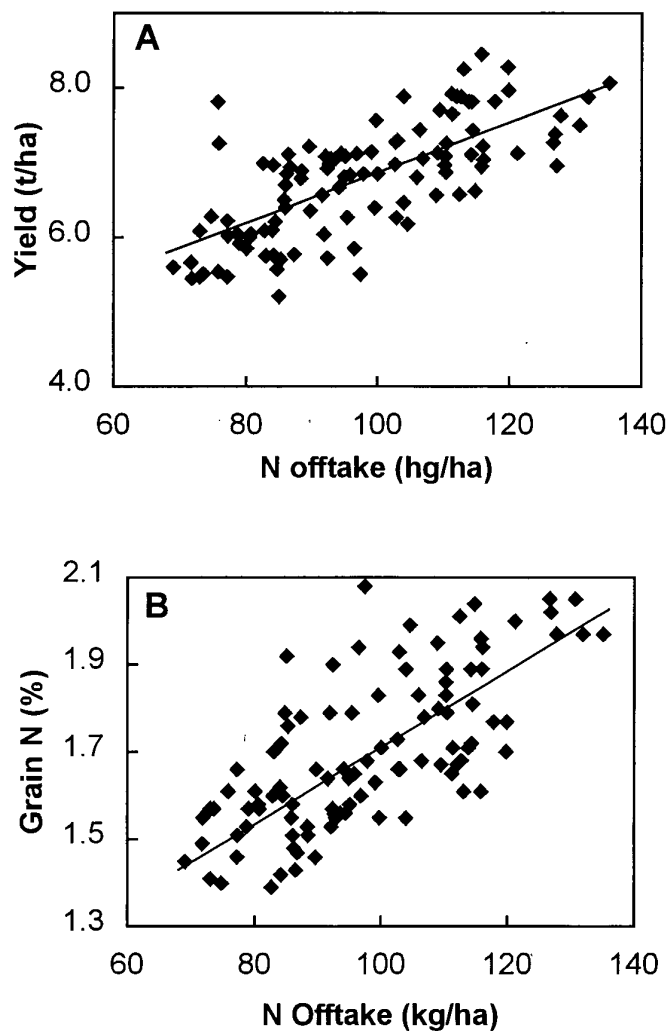 A
8.0
6.0
4.0
Yield (t/ha)
60 80 100 120 140
N offtake (hg/ha)
B
2.1
1.9
1.7
1.5
1.3
Grain N (%)
60 80 100 120 140
N Offtake (kg/ha)